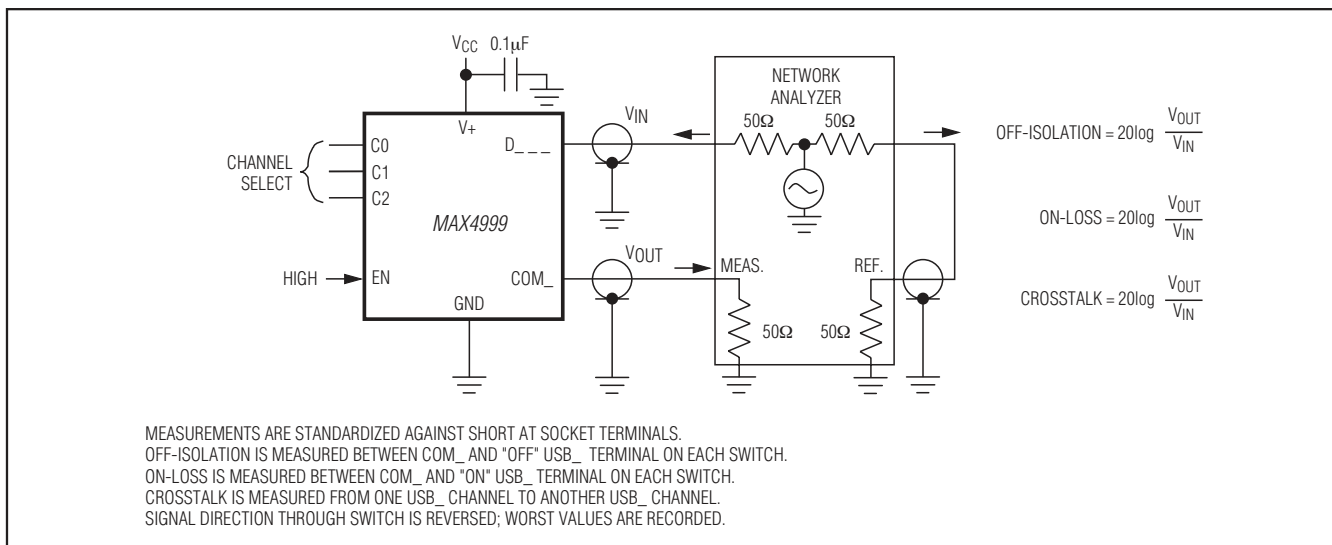 VCC 0.1µF
V+
C0
C1
C2
CHANNEL
SELECT
HIGH
EN
D_ _ _
MAX4999
COM_
GND
VIN
VOUT
NETWORK
ANALYZER
50Ω 50Ω
MEAS. REF.
50Ω 50Ω
OFF-ISOLATION = 20log VOUT
VIN
ON-LOSS = 20log VOUT
VIN
CROSSTALK = 20log VOUT
VIN
MEASUREMENTS ARE STANDARDIZED AGAINST SHORT AT SOCKET TERMINALS.
OFF-ISOLATION IS MEASURED BETWEEN COM_ AND "OFF" USB_ TERMINAL ON EACH SWITCH.
ON-LOSS IS MEASURED BETWEEN COM_ AND "ON" USB_ TERMINAL ON EACH SWITCH.
CROSSTALK IS MEASURED FROM ONE USB_ CHANNEL TO ANOTHER USB_ CHANNEL.
SIGNAL DIRECTION THROUGH SWITCH IS REVERSED; WORST VALUES ARE RECORDED.